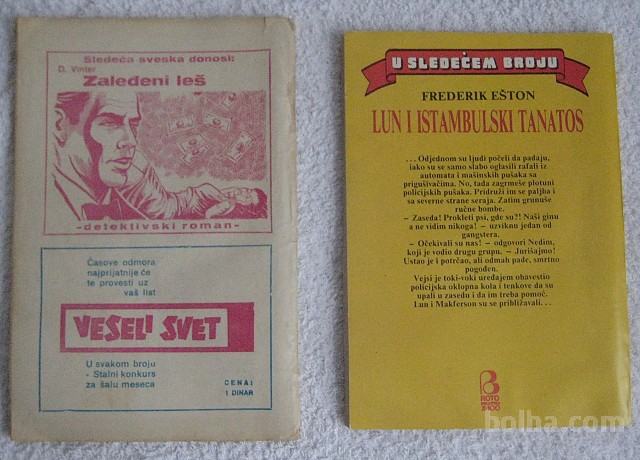 Sledeća sveska donosi:
D. Vinter
Zaleđeni leš
-detektivski roman-
Časove odmora
najprijatnije će
te provesti uz
vaš list
VESELI SVET
U svakom broju
- Stalni konkurs
za šalu meseca
CENA:
1 DINAR
U SLEDEĆEM BROJU
FREDERIK EŠTON
LUN I ISTAMBULSKI TANATOS
. . . Odjednom su ljudi počeli da padaju,
iako su se samo slabo oglasili rafali iz
automata i mašinskih pušaka sa
prigušivačima. No, tada zagrmeše plotuni
policijskih pušaka. Pridruži im se paljba i
sa severne strane seraja. Zatim grunuše
ručne bombe.
– Zaseda! Prokleti psi, gde su?! Naši ginu
a ne vidim nikoga! – uzviknu jedan od
gangstera.
– Očekivali su nas! – odgovori Nedim,
koji je vodio drugu grupu. – Jurišajmo!
Ustao je i potrčao, ali odmah pade, smrtno
pogođen.
Vejsi je toki-voki uređajem obavestio
policijska oklopna kola i tenkove da su
upali u zasedu i da im treba pomoć.
Lun i Makferson su se približavali. . .
ROTO
bolha.com